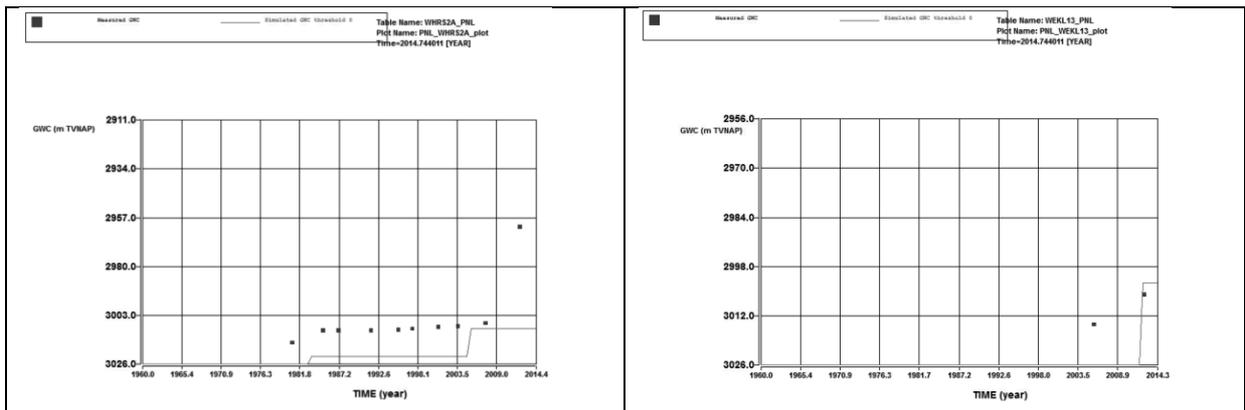 Measured GWC
Simulated GWC threshold 0
Table Name: WHRS2A_PNL
Plot Name: PNL_WHRS2A_plot
Time=2014.744011 [YEAR]
GWC (m TVNAP)
2911.0
2934.0
2957.0
2980.0
3003.0
3026.0
1960.0 1965.4 1970.9 1976.3 1981.8 1987.2 1992.6 1998.1 2003.5 2009.0 2014.4
TIME (year)
Measured GWC
Simulated GWC threshold 0
Table Name: WEKL13_PNL
Plot Name: PNL_WEKL13_plot
Time=2014.744011 [YEAR]
GWC (m TVNAP)
2956.0
2970.0
2984.0
2998.0
3012.0
3026.0
1960.0 1965.4 1970.9 1976.3 1981.7 1987.2 1992.6 1998.0 2003.5 2008.9 2014.3
TIME (year)